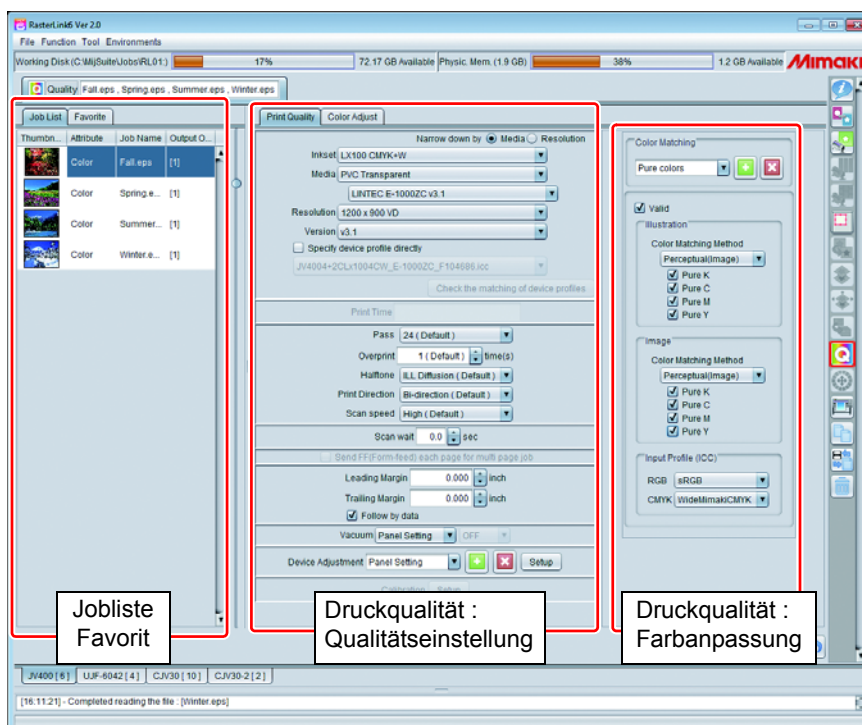 RasterLink6 Ver 2.0
File Function Tool Environments
Working Disk (C:\MijSuite\Jobs\RL01:) 17% 72.17 GB Available Physic. Mem. (1.9 GB) 38% 1.2 GB Available Mimaki
Quality Fall.eps , Spring.eps , Summer.eps , Winter.eps
Job List Favorite
Thumbn... Attribute Job Name Output O...
Color Fall.eps [1]
Color Spring.e... [1]
Color Summer... [1]
Color Winter.e... [1]
Print Quality Color Adjust
Narrow down by Media Resolution
Inkset LX100 CMYK+W
Media PVC Transparent
LINTEC E-1000ZC v3.1
Resolution 1200 x 900 VD
Version v3.1
Specify device profile directly
JV4004+2CLx1004CW_E-1000ZC_F104686.icc
Check the matching of device profiles
Print Time
Pass 24 ( Default )
Overprint 1 ( Default ) time(s)
Halftone ILL Diffusion ( Default )
Print Direction Bi-direction ( Default )
Scan speed High ( Default )
Scan wait 0.0 sec
Send FF(Form feed) each page for multi page job
Leading Margin 0.000 inch
Trailing Margin 0.000 inch
Follow by data
Vacuum Panel Setting OFF
Device Adjustment Panel Setting Setup
Calibration Setup
Color Matching
Pure colors
Valid
Illustration
Color Matching Method
Perceptual(Image)
Pure K
Pure C
Pure M
Pure Y
Image
Color Matching Method
Perceptual(Image)
Pure K
Pure C
Pure M
Pure Y
Input Profile (ICC)
RGB sRGB
CMYK WideMimakiCMYK
Jobliste
Favorit
Druckqualität :
Qualitätseinstellung
Druckqualität :
Farbanpassung
JV400 [ 6 ] UJF-6042 [ 4 ] CJV30 [ 10 ] CJV30-2 [ 2 ]
[16:11:21] - Completed reading the file : [Winter.eps]